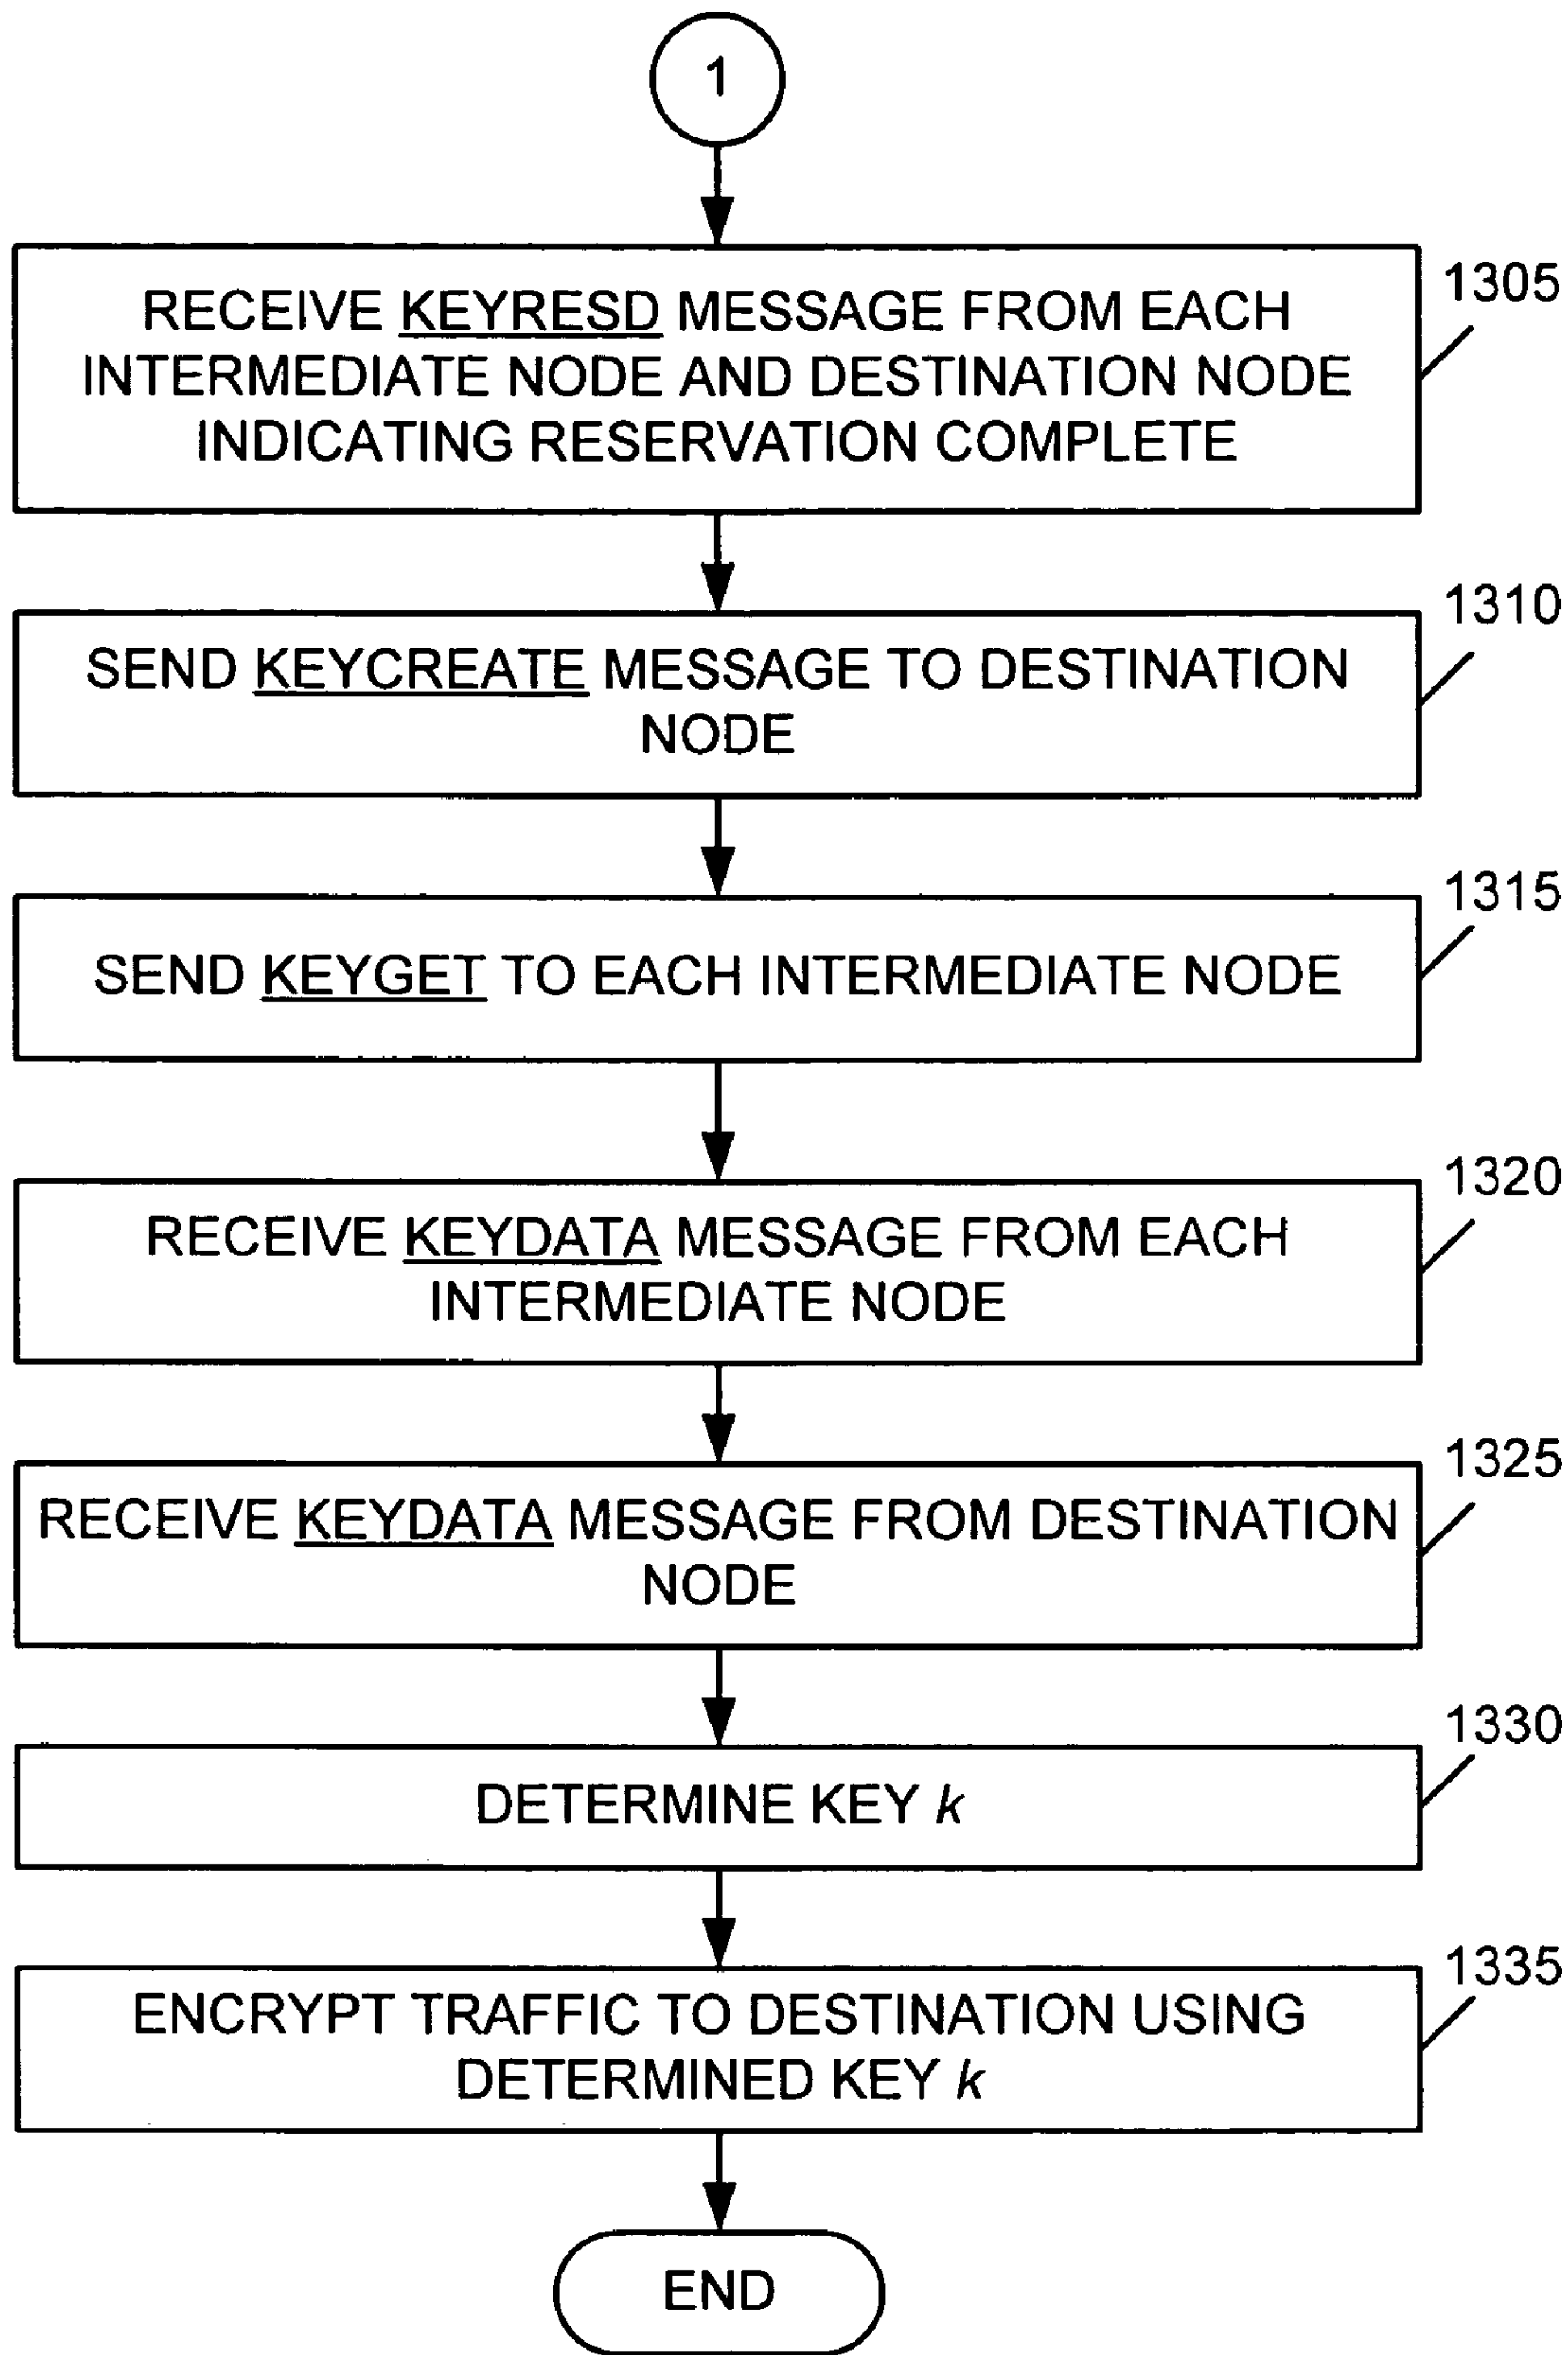 1
RECEIVE KEYRESD MESSAGE FROM EACH
INTERMEDIATE NODE AND DESTINATION NODE
INDICATING RESERVATION COMPLETE
1305
SEND KEYCREATE MESSAGE TO DESTINATION
NODE
1310
SEND KEYGET TO EACH INTERMEDIATE NODE
1315
RECEIVE KEYDATA MESSAGE FROM EACH
INTERMEDIATE NODE
1320
RECEIVE KEYDATA MESSAGE FROM DESTINATION
NODE
1325
DETERMINE KEY k
1330
ENCRYPT TRAFFIC TO DESTINATION USING
DETERMINED KEY k
1335
END